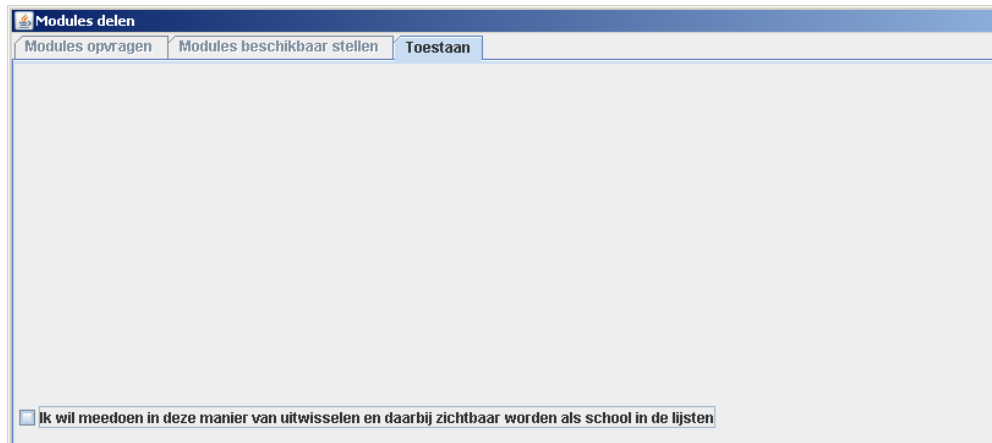 Modules delen
Modules opvragen Modules beschikbaar stellen Toestaan
Ik wil meedoen in deze manier van uitwisselen en daarbij zichtbaar worden als school in de lijsten